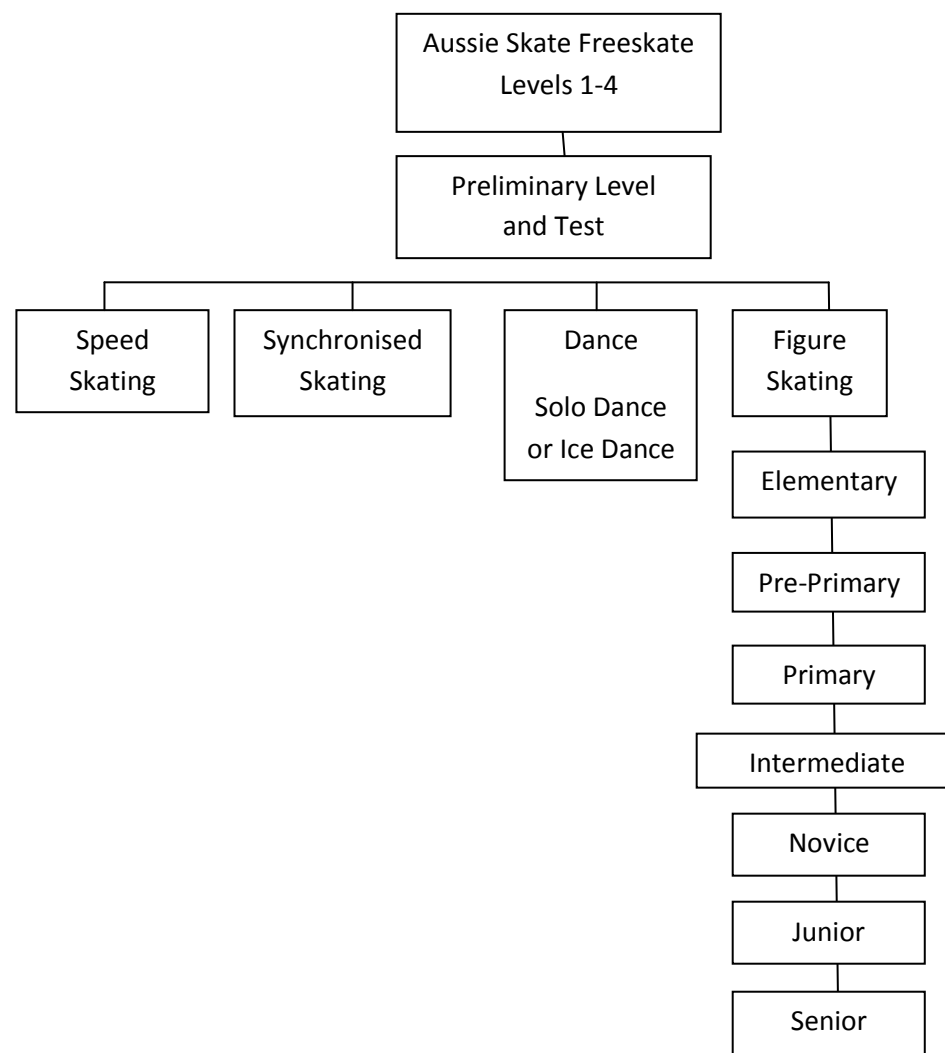 Aussie Skate Freeskate
Levels 1-4
Preliminary Level
and Test
Speed
Skating
Synchronised
Skating
Dance
Solo Dance
or Ice Dance
Figure
Skating
Elementary
Pre-Primary
Primary
Intermediate
Novice
Junior
Senior